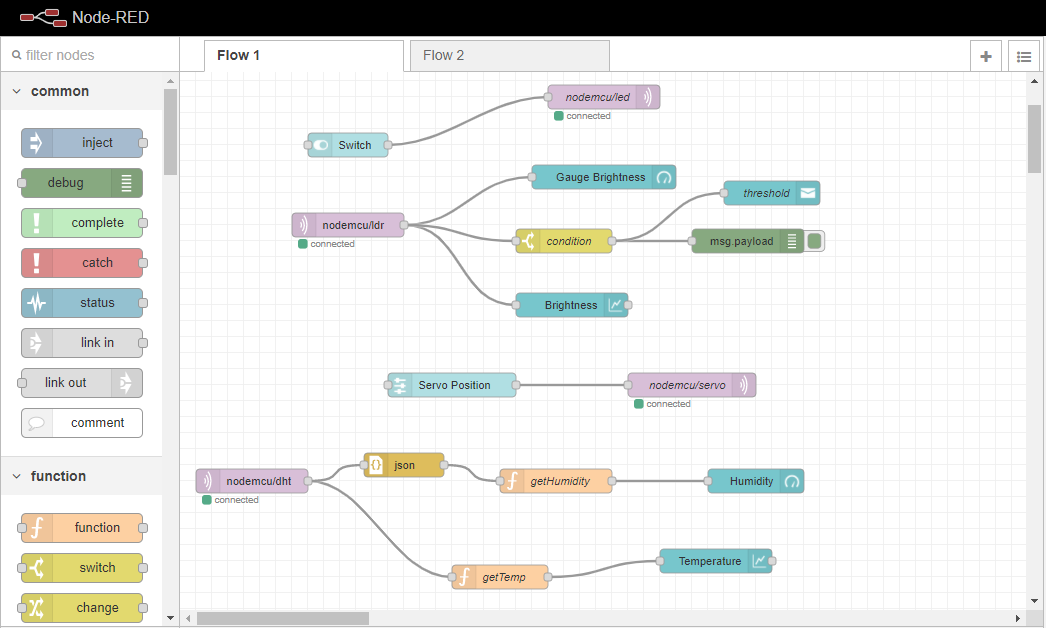 Node-RED
filter nodes
Flow 1
Flow 2
common
inject
debug
complete
catch
status
link in
link out
comment
function
function
switch
change
nodemcu/led
connected
Switch
Gauge Brightness
threshold
nodemcu/ldr
connected
condition
msg.payload
Brightness
Servo Position
nodemcu/servo
connected
json
nodemcu/dht
connected
getHumidity
Humidity
getTemp
Temperature